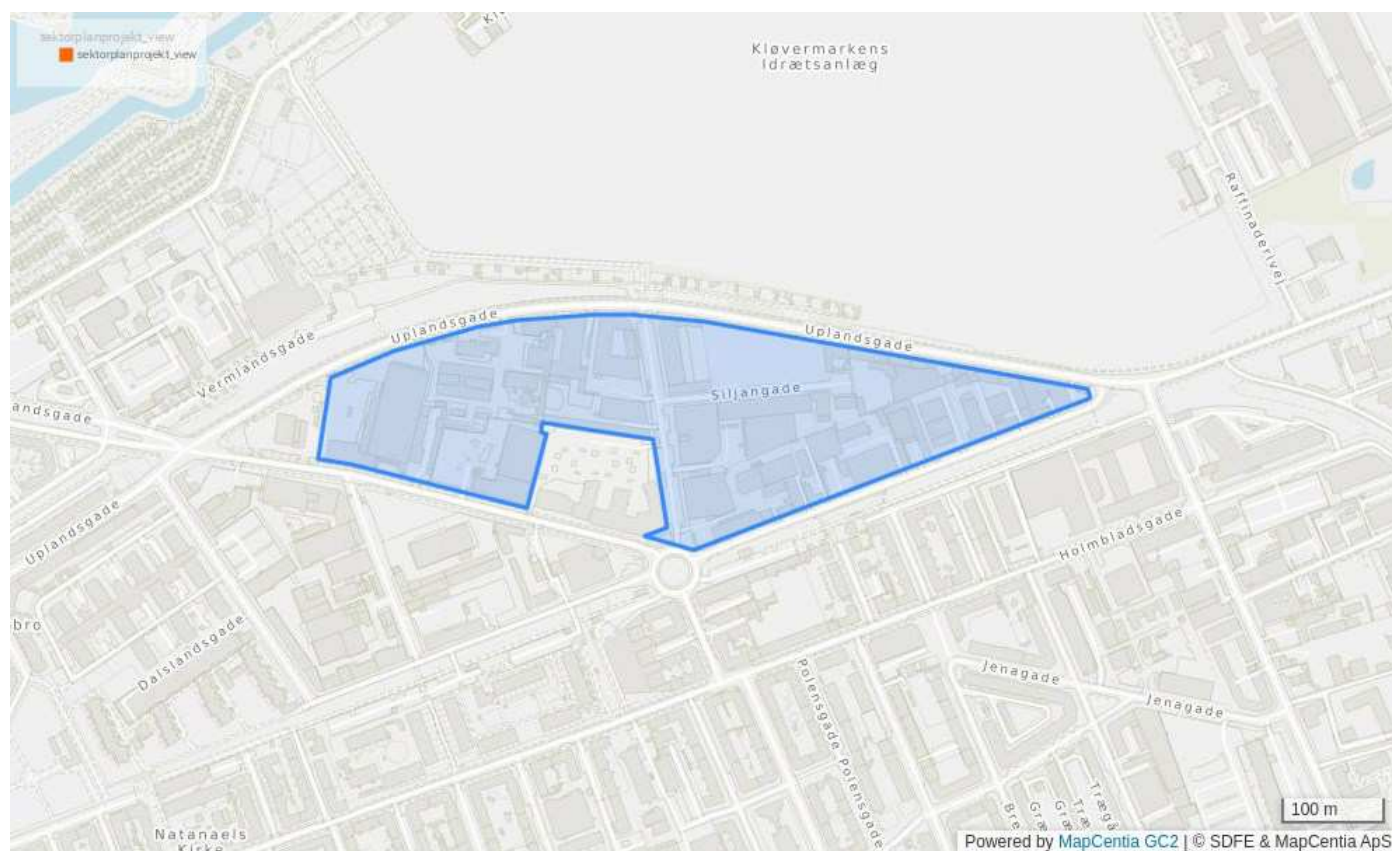 sektorplanprojekt_view
sektorplanprojekt_view
Kløvermarkens
Idrætsanlæg
Raffinaderivej
Uplandsgade
Vermlandsgade
Uplandsgade
Siljangade
andsgade
Uplandsgade
Holmbladsgade
bro
Dalslandsgade
Jenagade
Jenagade
Polensgade
Polensgade
Natanaels
Kirke
100 m
Powered by MapCentia GC2 | © SDFE & MapCentia ApS